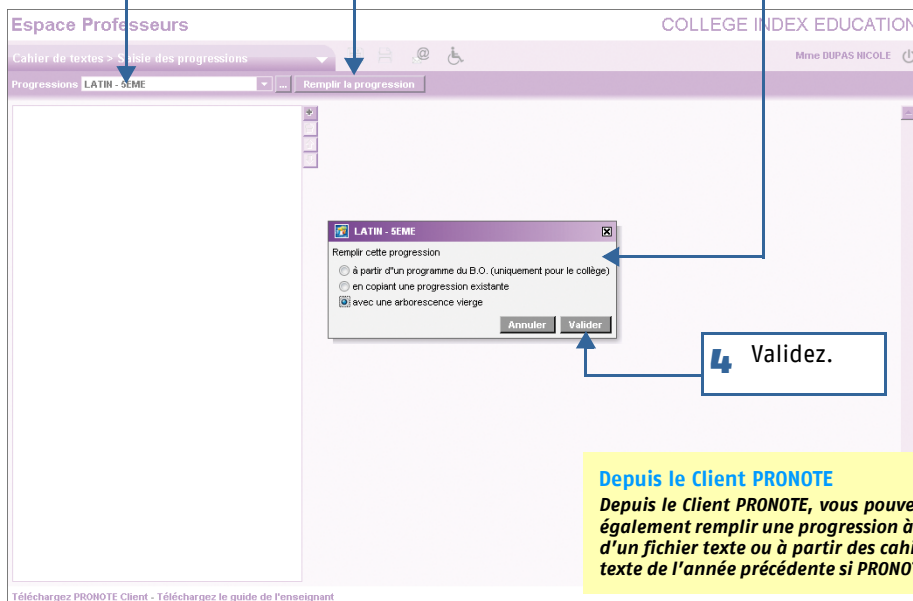 Espace Professeurs
COLLEGE INDEX EDUCATION
Cahier de textes > Saisie des progressions
Mme DUPAS NICOLE
Progressions LATIN - 5EME ... Remplir la progression
LATIN - 5EME
Remplir cette progression
à partir d"un programme du B.O. (uniquement pour le collège)
en copiant une progression existante
avec une arborescence vierge
Annuler Valider
4 Validez.
Depuis le Client PRONOTE
Depuis le Client PRONOTE, vous pouve
également remplir une progression à
d'un fichier texte ou à partir des cahi
texte de l'année précédente si PRONOT
Téléchargez PRONOTE Client - Téléchargez le guide de l'enseignant